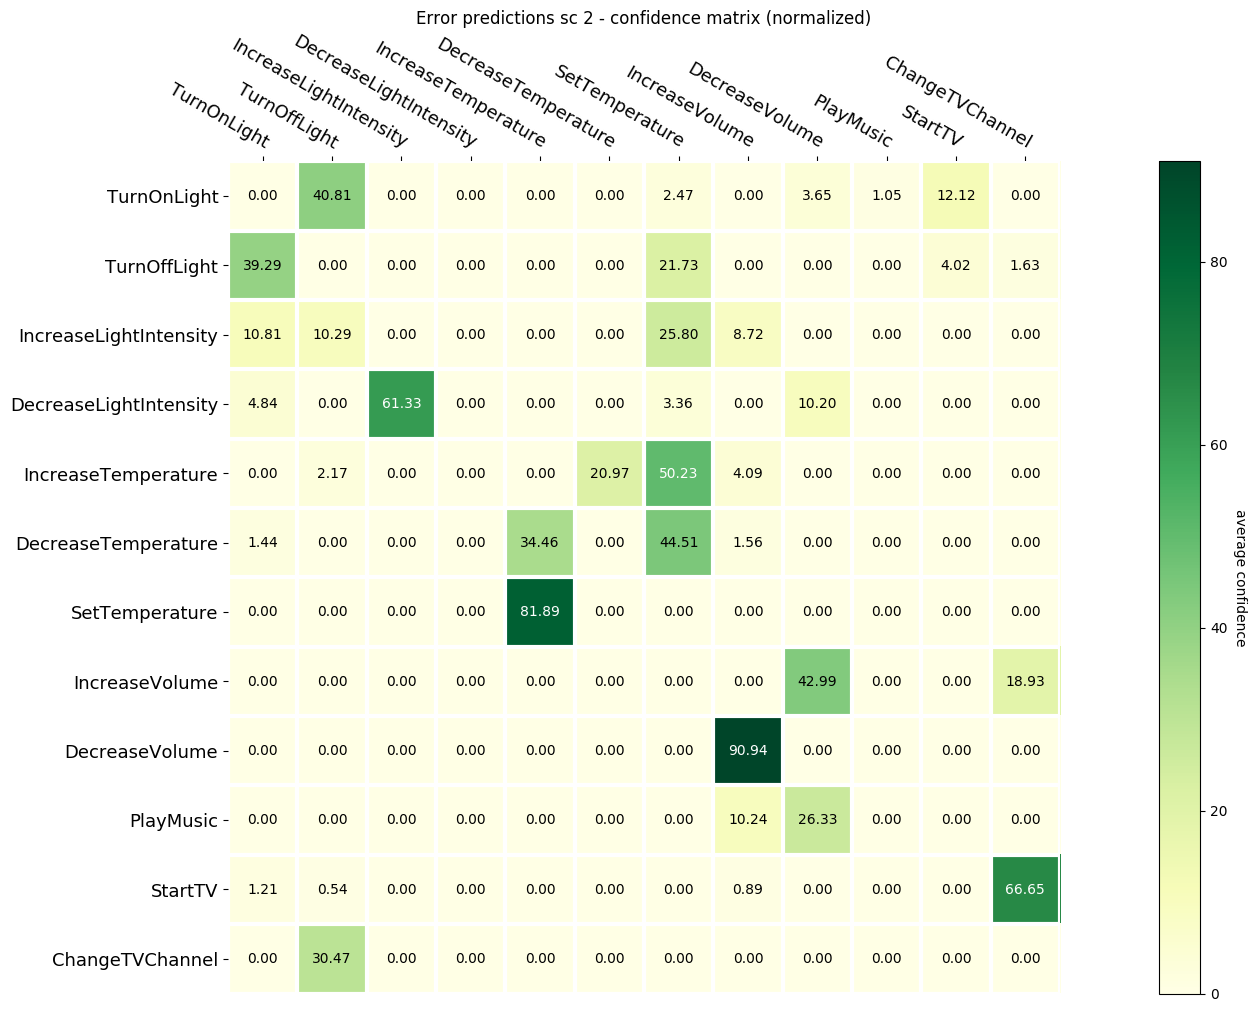 Error predictions sc 2 - confidence matrix (normalized)
TurnOnLight
TurnOffLight
IncreaseLightIntensity
DecreaseLightIntensity
IncreaseTemperature
DecreaseTemperature
SetTemperature
IncreaseVolume
DecreaseVolume
PlayMusic
StartTV
ChangeTVChannel
TurnOnLight 0.00 40.81 0.00 0.00 0.00 0.00 2.47 0.00 3.65 1.05 12.12 0.00
TurnOffLight 39.29 0.00 0.00 0.00 0.00 0.00 21.73 0.00 0.00 0.00 4.02 1.63
IncreaseLightIntensity 10.81 10.29 0.00 0.00 0.00 0.00 25.80 8.72 0.00 0.00 0.00 0.00
DecreaseLightIntensity 4.84 0.00 61.33 0.00 0.00 0.00 3.36 0.00 10.20 0.00 0.00 0.00
IncreaseTemperature 0.00 2.17 0.00 0.00 0.00 20.97 50.23 4.09 0.00 0.00 0.00 0.00
DecreaseTemperature 1.44 0.00 0.00 0.00 34.46 0.00 44.51 1.56 0.00 0.00 0.00 0.00
SetTemperature 0.00 0.00 0.00 0.00 81.89 0.00 0.00 0.00 0.00 0.00 0.00 0.00
IncreaseVolume 0.00 0.00 0.00 0.00 0.00 0.00 0.00 0.00 42.99 0.00 0.00 18.93
DecreaseVolume 0.00 0.00 0.00 0.00 0.00 0.00 0.00 90.94 0.00 0.00 0.00 0.00
PlayMusic 0.00 0.00 0.00 0.00 0.00 0.00 0.00 10.24 26.33 0.00 0.00 0.00
StartTV 1.21 0.54 0.00 0.00 0.00 0.00 0.00 0.89 0.00 0.00 0.00 66.65
ChangeTVChannel 0.00 30.47 0.00 0.00 0.00 0.00 0.00 0.00 0.00 0.00 0.00 0.00
80
60
40
20
0
average confidence